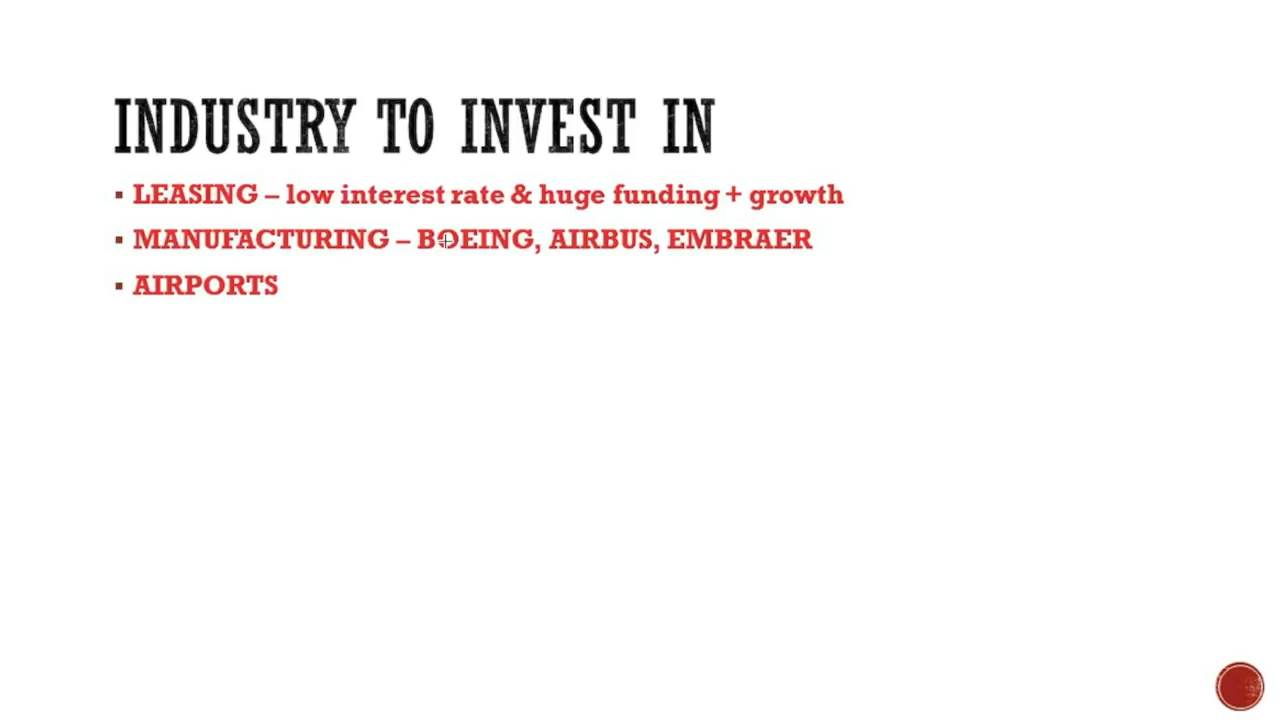 INDUSTRY TO INVEST IN
▪ LEASING – low interest rate & huge funding + growth
▪ MANUFACTURING – BOEING, AIRBUS, EMBRAER
▪ AIRPORTS